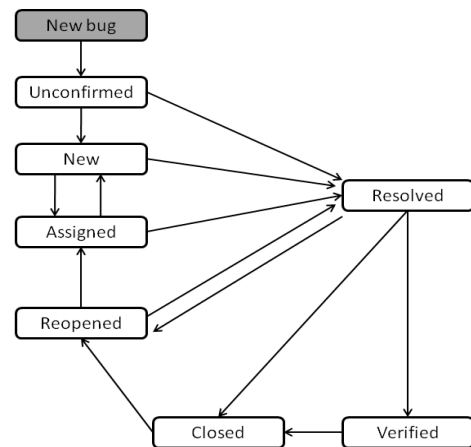 New bug
Unconfirmed
New
Resolved
Assigned
Reopened
Closed
Verified